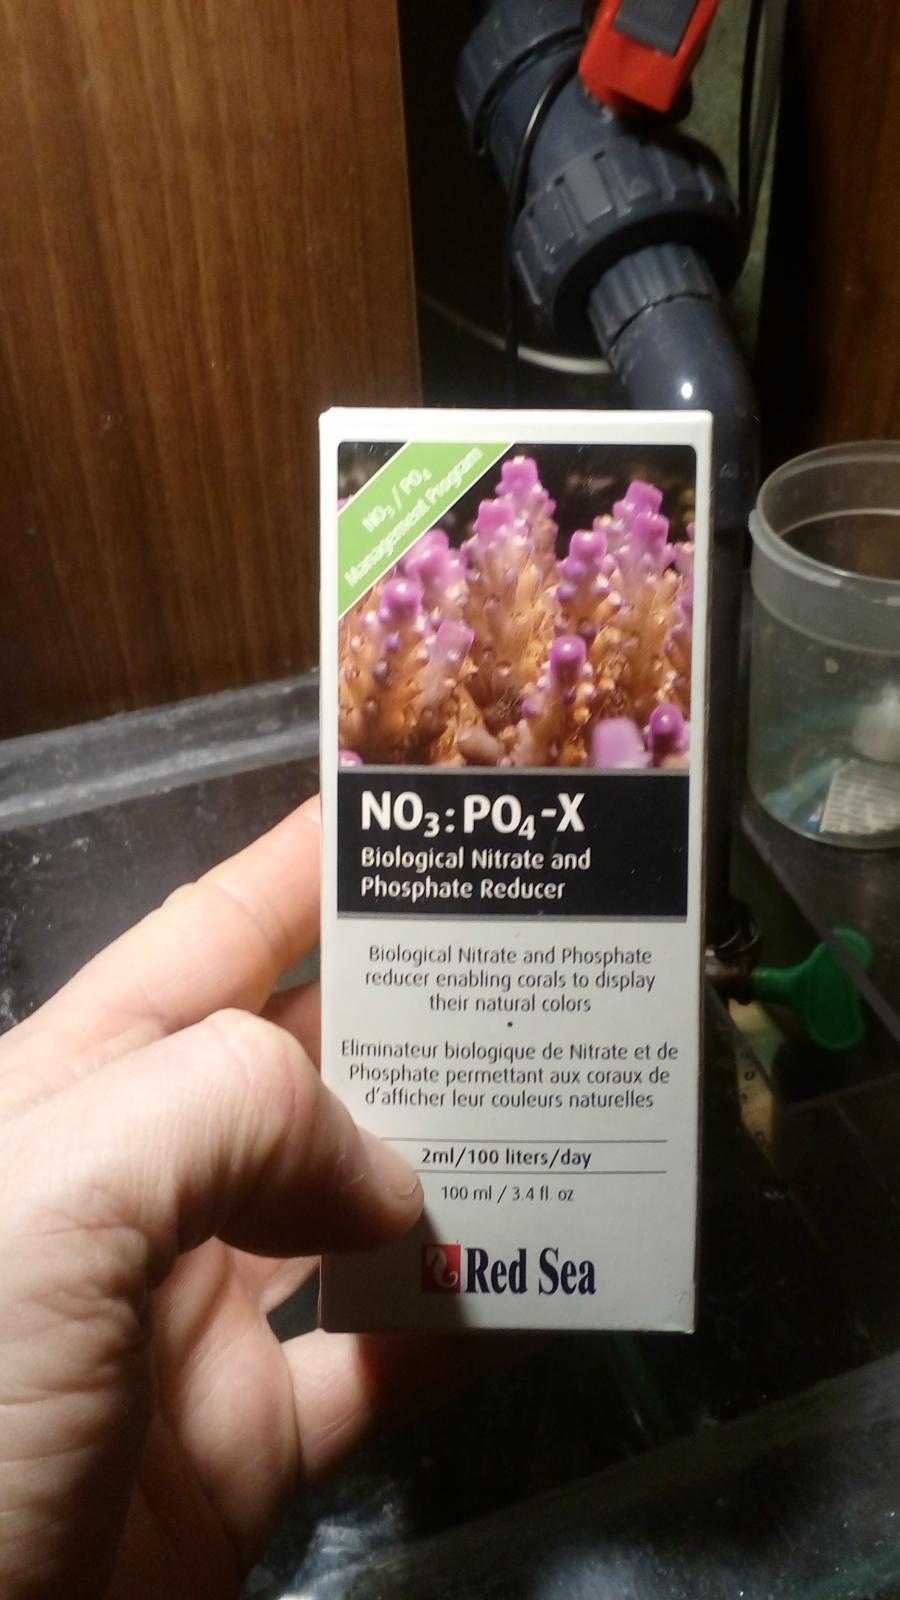 NO₃ / PO₄
Management Program
NO₃:PO₄-X
Biological Nitrate and
Phosphate Reducer
Biological Nitrate and Phosphate
reducer enabling corals to display
their natural colors
•
Eliminateur biologique de Nitrate et de
Phosphate permettant aux coraux de
d'afficher leur couleurs naturelles
2ml/100 liters/day
100 ml / 3.4 fl. oz
Red Sea